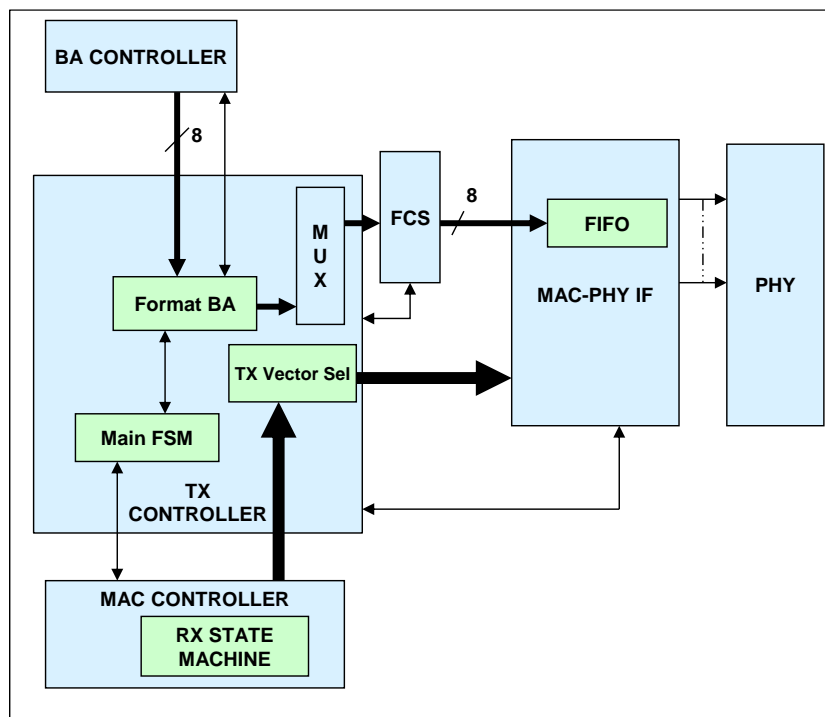 BA CONTROLLER
8
M
U
X
FCS
8
FIFO
MAC-PHY IF
PHY
Format BA
TX Vector Sel
Main FSM
TX
CONTROLLER
MAC CONTROLLER
RX STATE
MACHINE